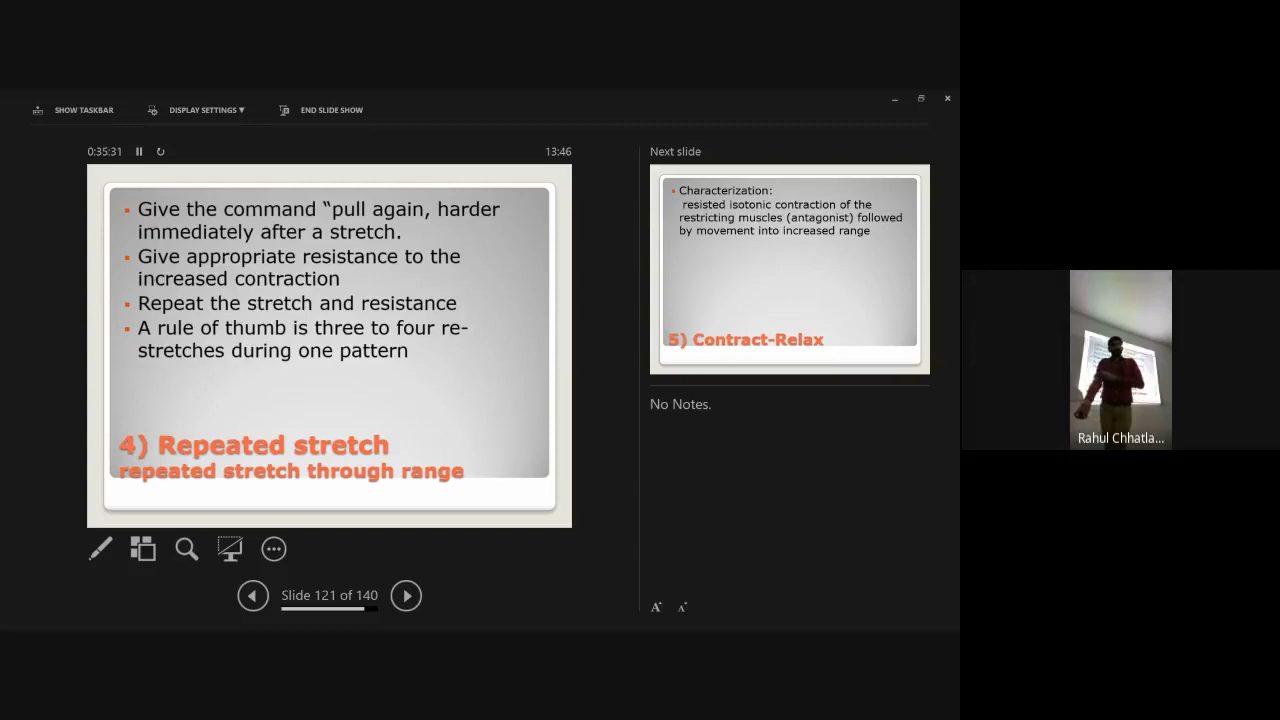 SHOW TASKBAR
DISPLAY SETTINGS ▼
END SLIDE SHOW
0:35:31
13:46
▪ Give the command “pull again, harder
immediately after a stretch.
▪ Give appropriate resistance to the
increased contraction
▪ Repeat the stretch and resistance
▪ A rule of thumb is three to four re-
stretches during one pattern
4) Repeated stretch
repeated stretch through range
Slide 121 of 140
Next slide
▪ Characterization:
resisted isotonic contraction of the
restricting muscles (antagonist) followed
by movement into increased range
5) Contract-Relax
No Notes.
A A
Rahul Chhatla...